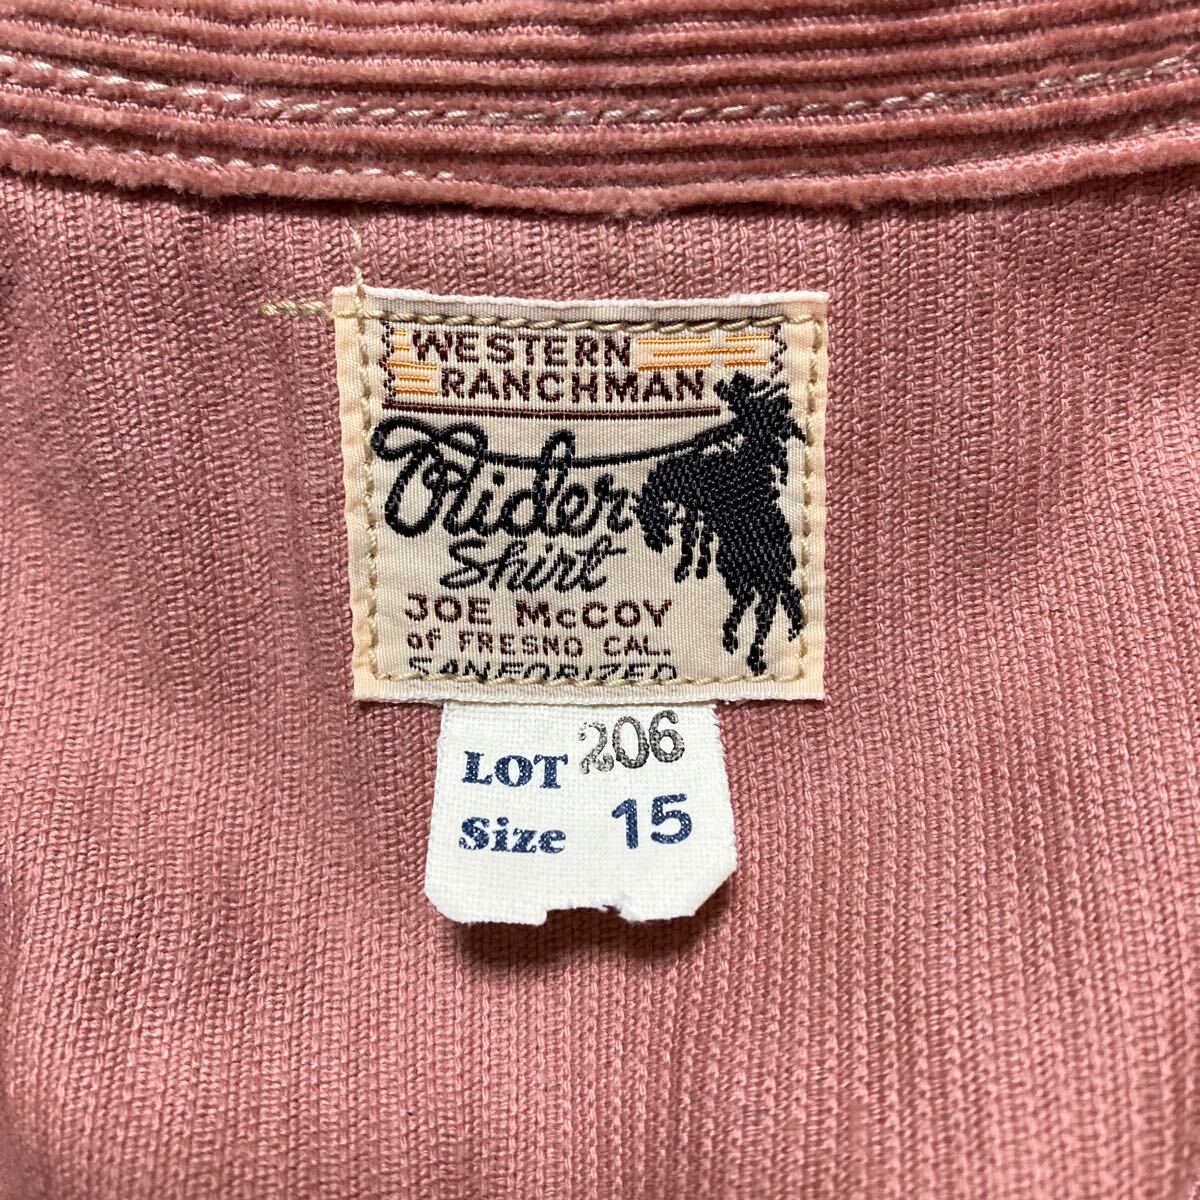 WESTERN
RANCHMAN
Rider
Shirt
JOE McCOY
of FRESNO CAL.
SANFORIZED
LOT 206
Size 15